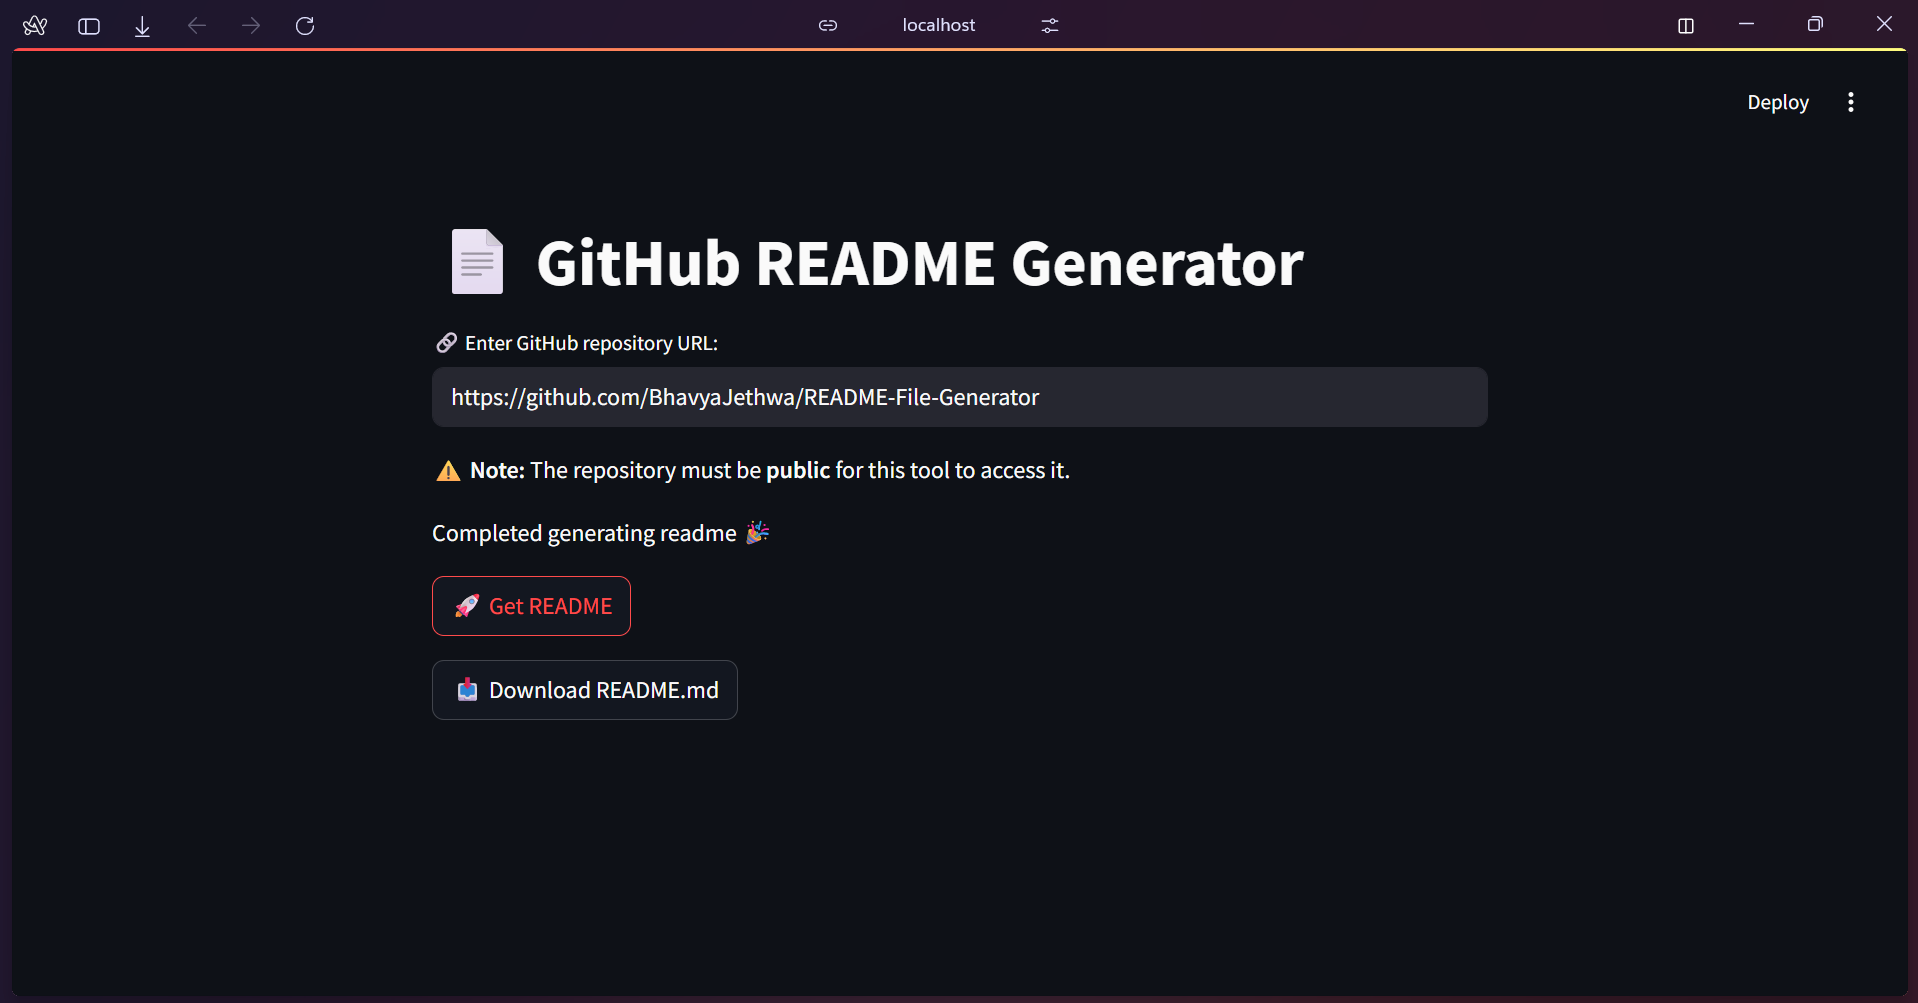 localhost
Deploy
GitHub README Generator
Enter GitHub repository URL:
https://github.com/BhavyaJethwa/README-File-Generator
Note: The repository must be public for this tool to access it.
Completed generating readme 🎉
🚀 Get README
📥 Download README.md